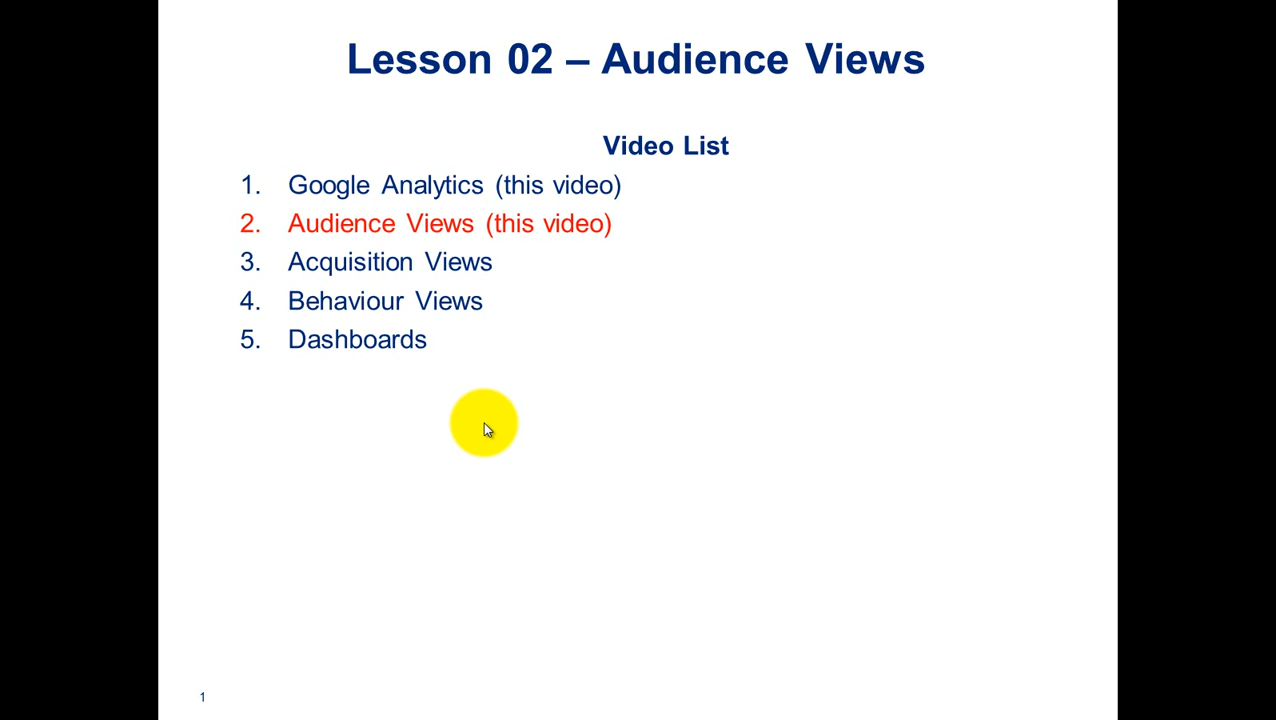 Lesson 02 – Audience Views
Video List
1. Google Analytics (this video)
2. Audience Views (this video)
3. Acquisition Views
4. Behaviour Views
5. Dashboards
1